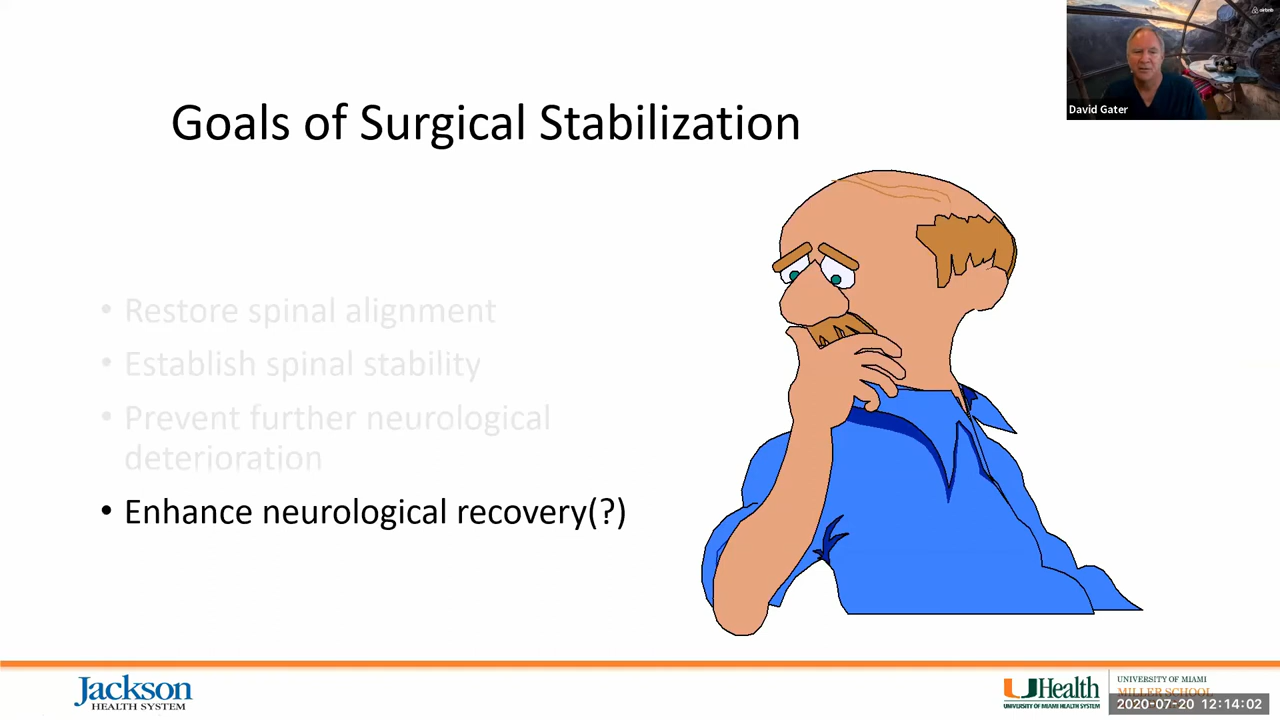 airbnb
David Gater
Goals of Surgical Stabilization
• Restore spinal alignment
• Establish spinal stability
• Prevent further neurological
deterioration
• Enhance neurological recovery(?)
Jackson
HEALTH SYSTEM
UHealth
UNIVERSITY OF MIAMI HEALTH SYSTEM
UNIVERSITY OF MIAMI
MILLER SCHOOL
2020-07-20 12:14:02